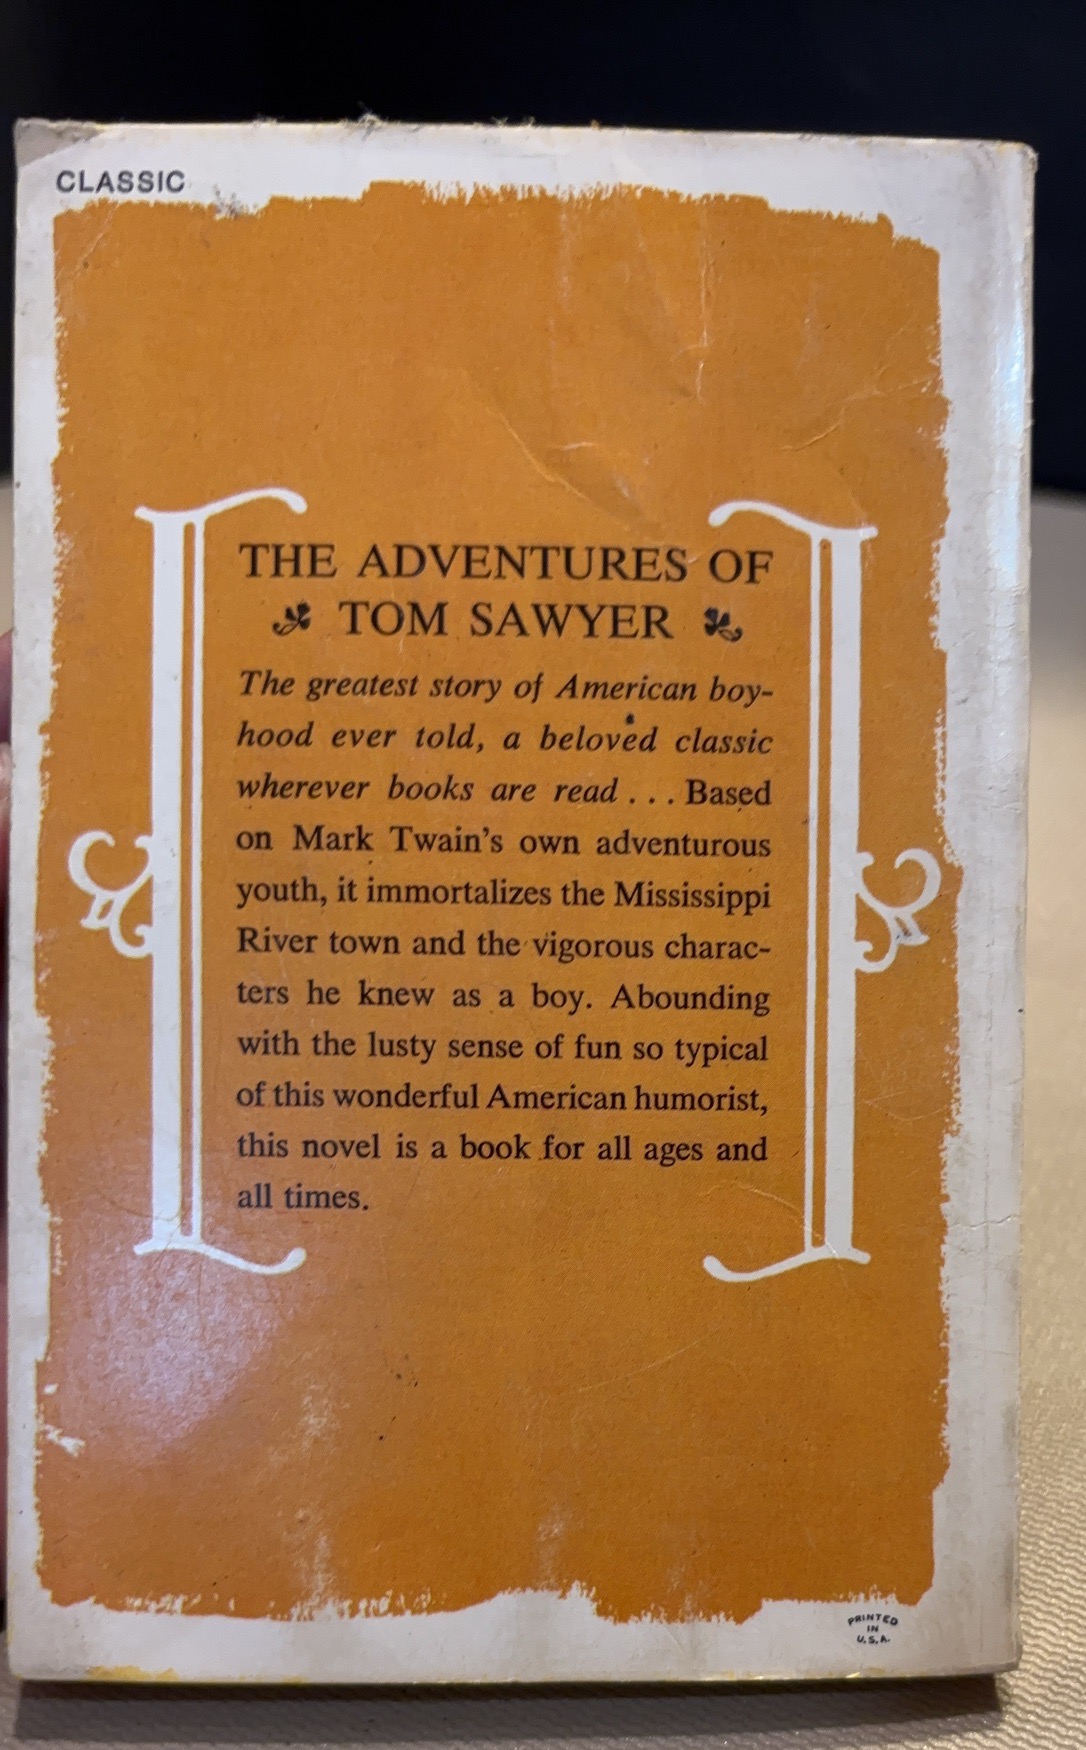 CLASSIC
THE ADVENTURES OF
TOM SAWYER
The greatest story of American boy-
hood ever told, a beloved classic
wherever books are read . . . Based
on Mark Twain's own adventurous
youth, it immortalizes the Mississippi
River town and the vigorous charac-
ters he knew as a boy. Abounding
with the lusty sense of fun so typical
of this wonderful American humorist,
this novel is a book for all ages and
all times.
PRINTED
IN
U.S.A.